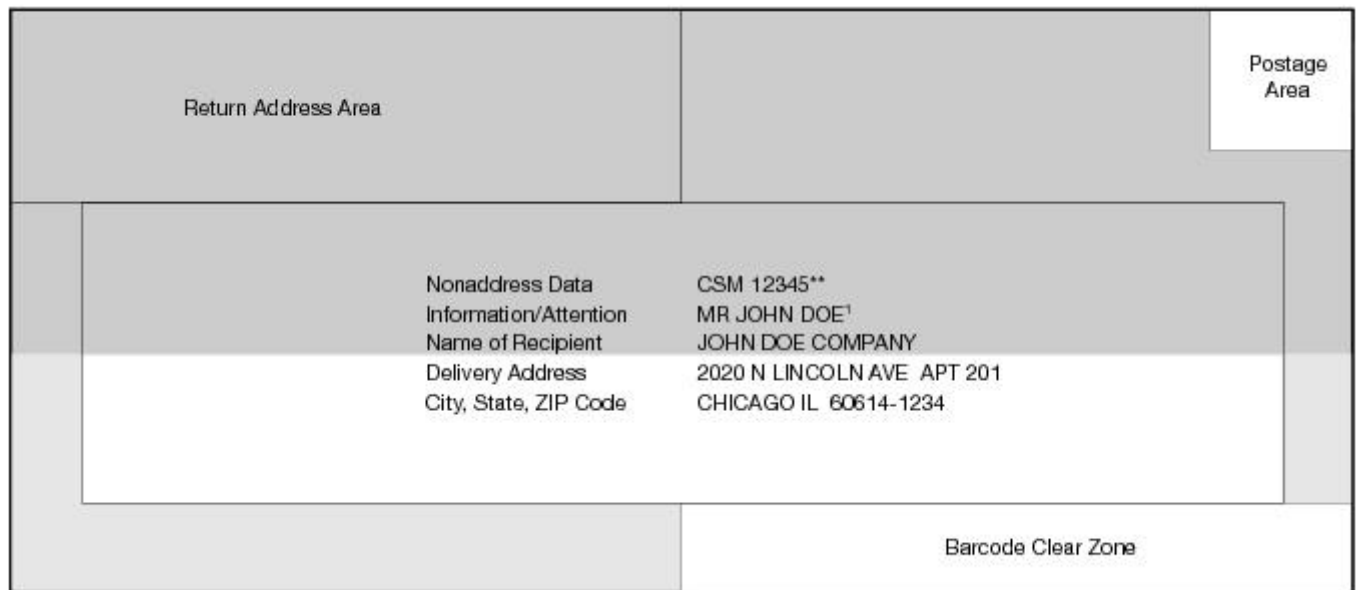 Return Address Area
Postage
Area
Nonaddress Data CSM 12345**
Information/Attention MR JOHN DOE¹
Name of Recipient JOHN DOE COMPANY
Delivery Address 2020 N LINCOLN AVE APT 201
City, State, ZIP Code CHICAGO IL 60614-1234
Barcode Clear Zone